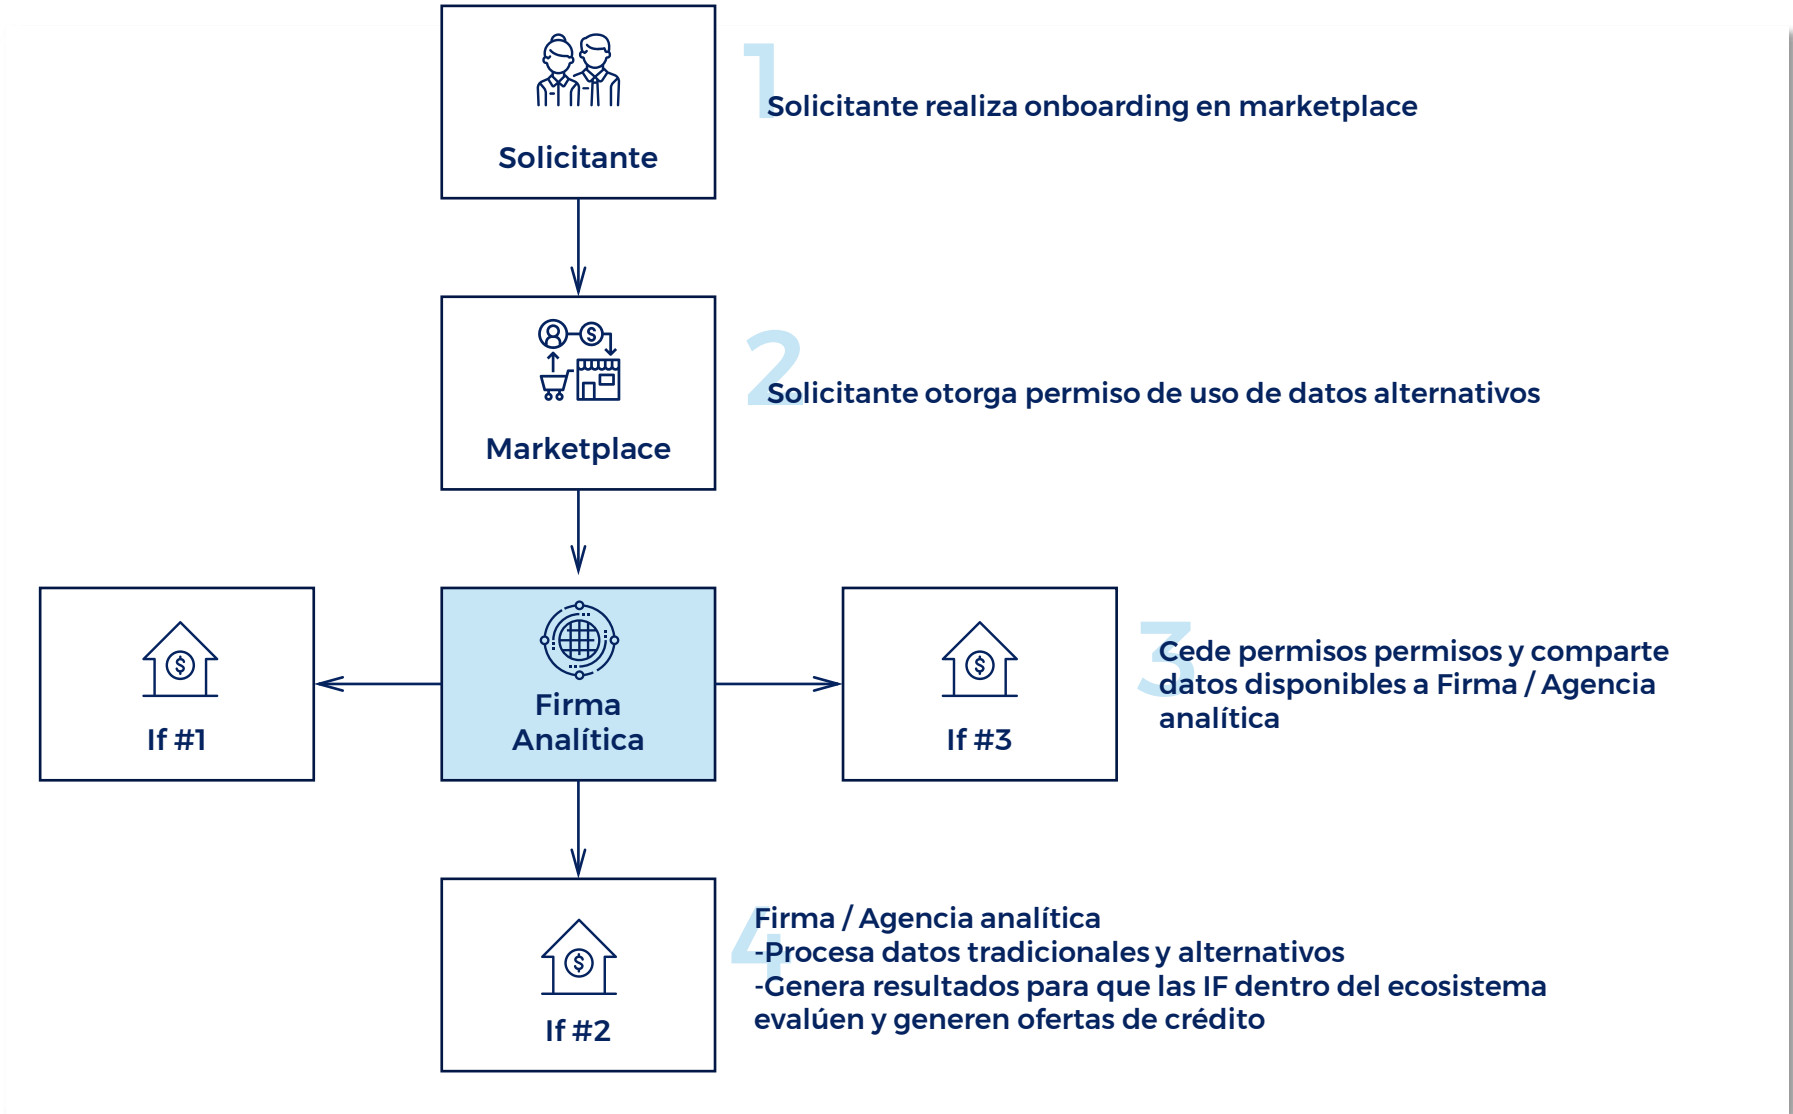 Solicitante
1
Solicitante realiza onboarding en marketplace
Marketplace
2
Solicitante otorga permiso de uso de datos alternativos
If #1
Firma
Analítica
If #3
3
Cede permisos permisos y comparte
datos disponibles a Firma / Agencia
analítica
If #2
4
Firma / Agencia analítica
-Procesa datos tradicionales y alternativos
-Genera resultados para que las IF dentro del ecosistema
evalúen y generen ofertas de crédito